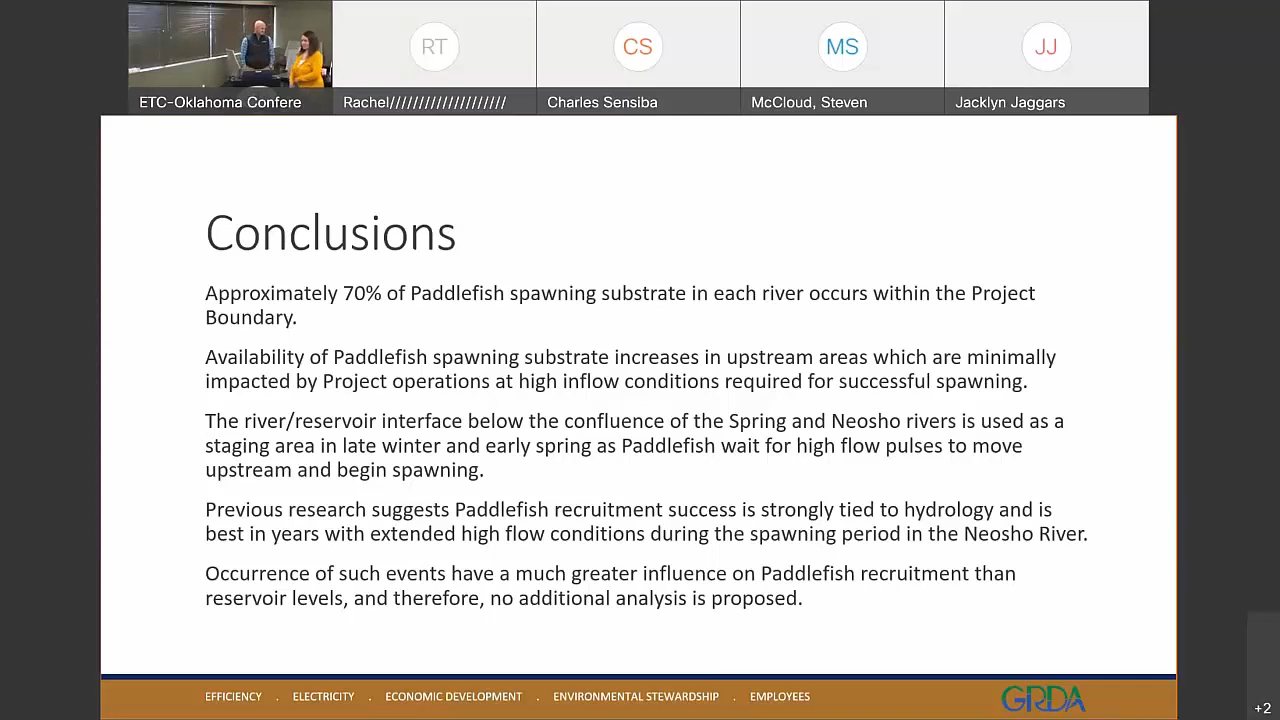 RT
CS
MS
JJ
ETC-Oklahoma Confere
Rachel////////////////////
Charles Sensiba
McCloud, Steven
Jacklyn Jaggars
Conclusions
Approximately 70% of Paddlefish spawning substrate in each river occurs within the Project
Boundary.
Availability of Paddlefish spawning substrate increases in upstream areas which are minimally
impacted by Project operations at high inflow conditions required for successful spawning.
The river/reservoir interface below the confluence of the Spring and Neosho rivers is used as a
staging area in late winter and early spring as Paddlefish wait for high flow pulses to move
upstream and begin spawning.
Previous research suggests Paddlefish recruitment success is strongly tied to hydrology and is
best in years with extended high flow conditions during the spawning period in the Neosho River.
Occurrence of such events have a much greater influence on Paddlefish recruitment than
reservoir levels, and therefore, no additional analysis is proposed.
EFFICIENCY . ELECTRICITY . ECONOMIC DEVELOPMENT . ENVIRONMENTAL STEWARDSHIP . EMPLOYEES
GRDA
+2